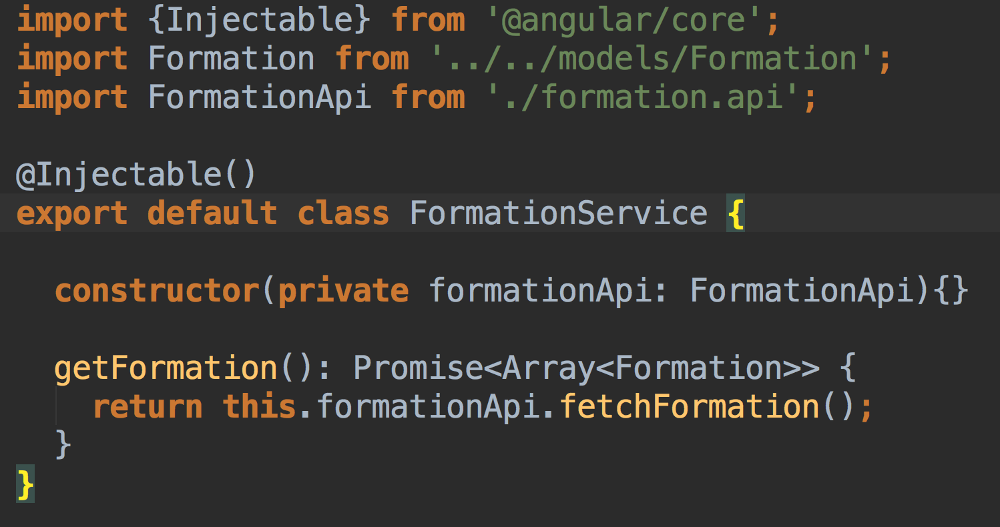 import {Injectable} from '@angular/core';
import Formation from '../../models/Formation';
import FormationApi from './formation.api';
@Injectable()
export default class FormationService {
constructor(private formationApi: FormationApi){}
getFormation(): Promise<Array<Formation>> {
return this.formationApi.fetchFormation();
}
}